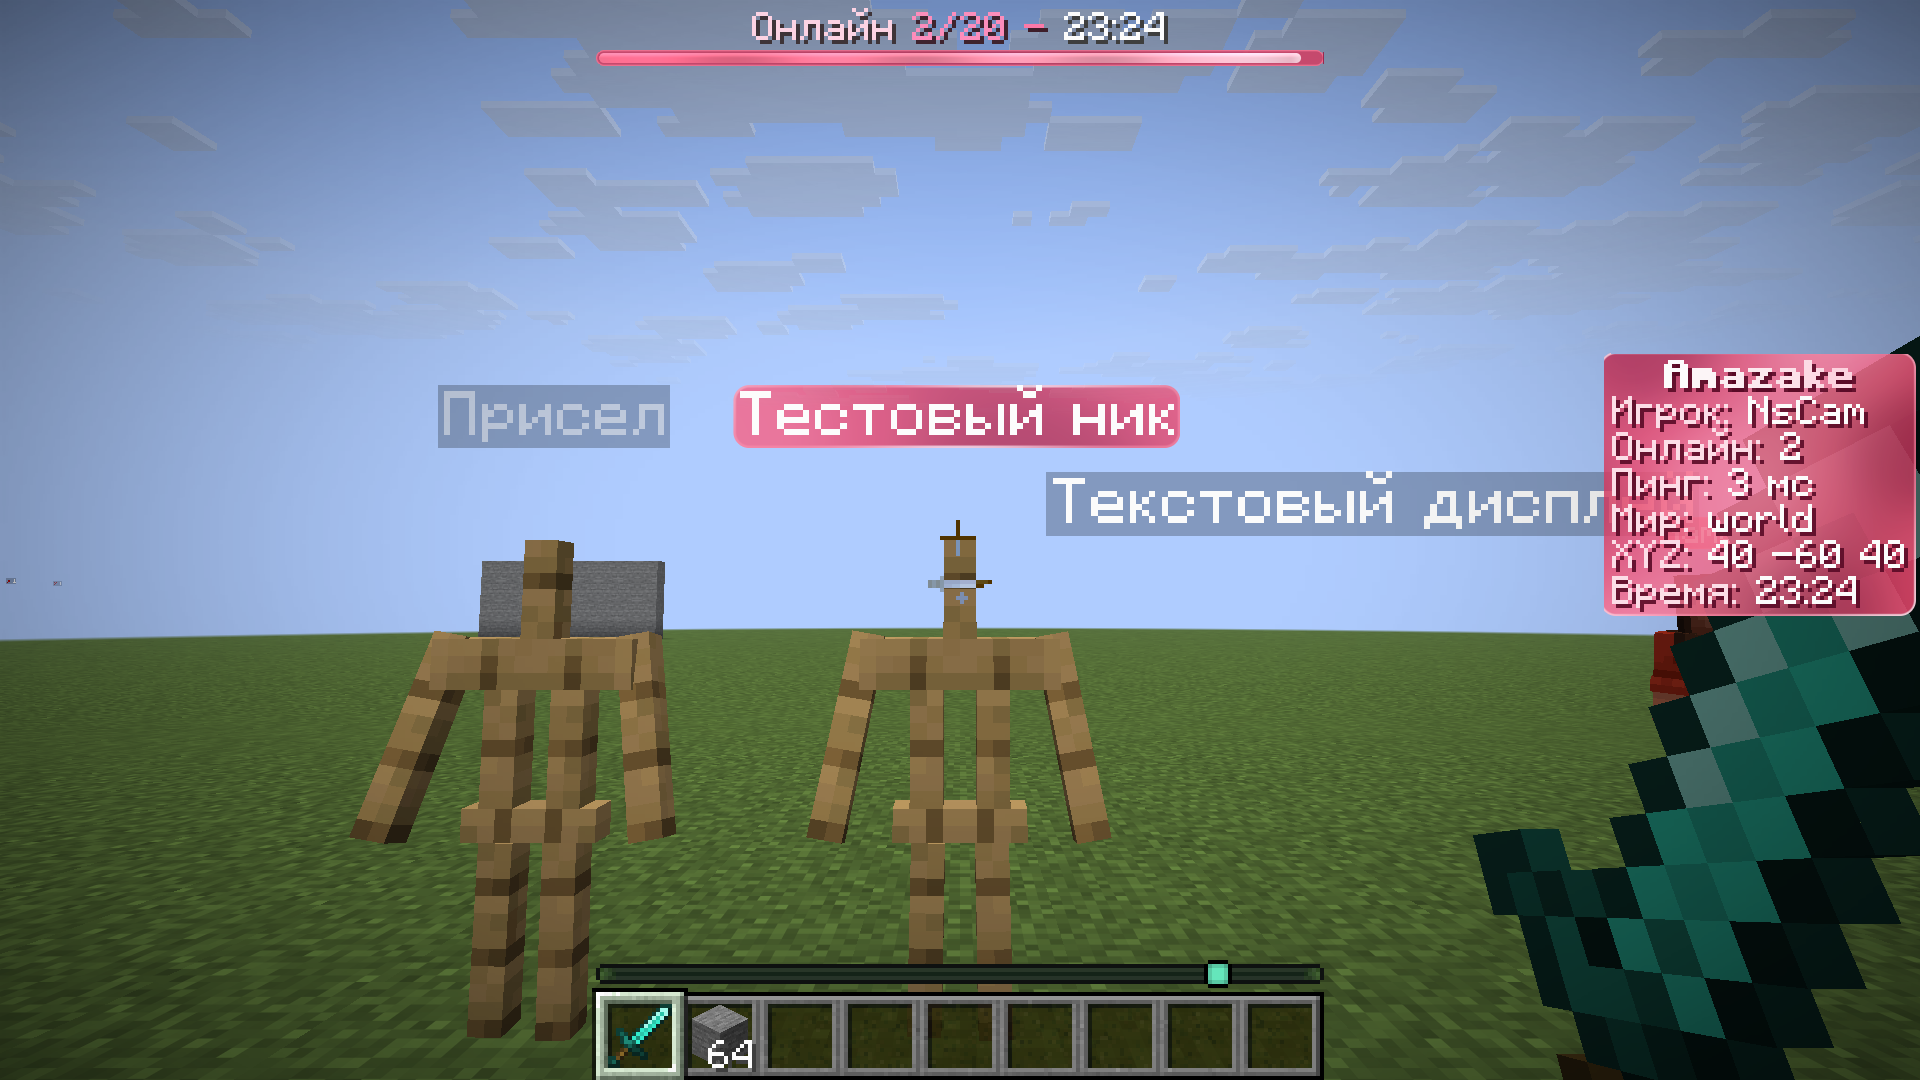 Онлайн 2/20 - 23:24
Присел
Тестовый ник
Текстовый
Amazake
Игрок: NsCam
Онлайн: 2
Пинг: 3 мс
Мир: world
XYZ: 40 -60 40
Время: 23:24
64